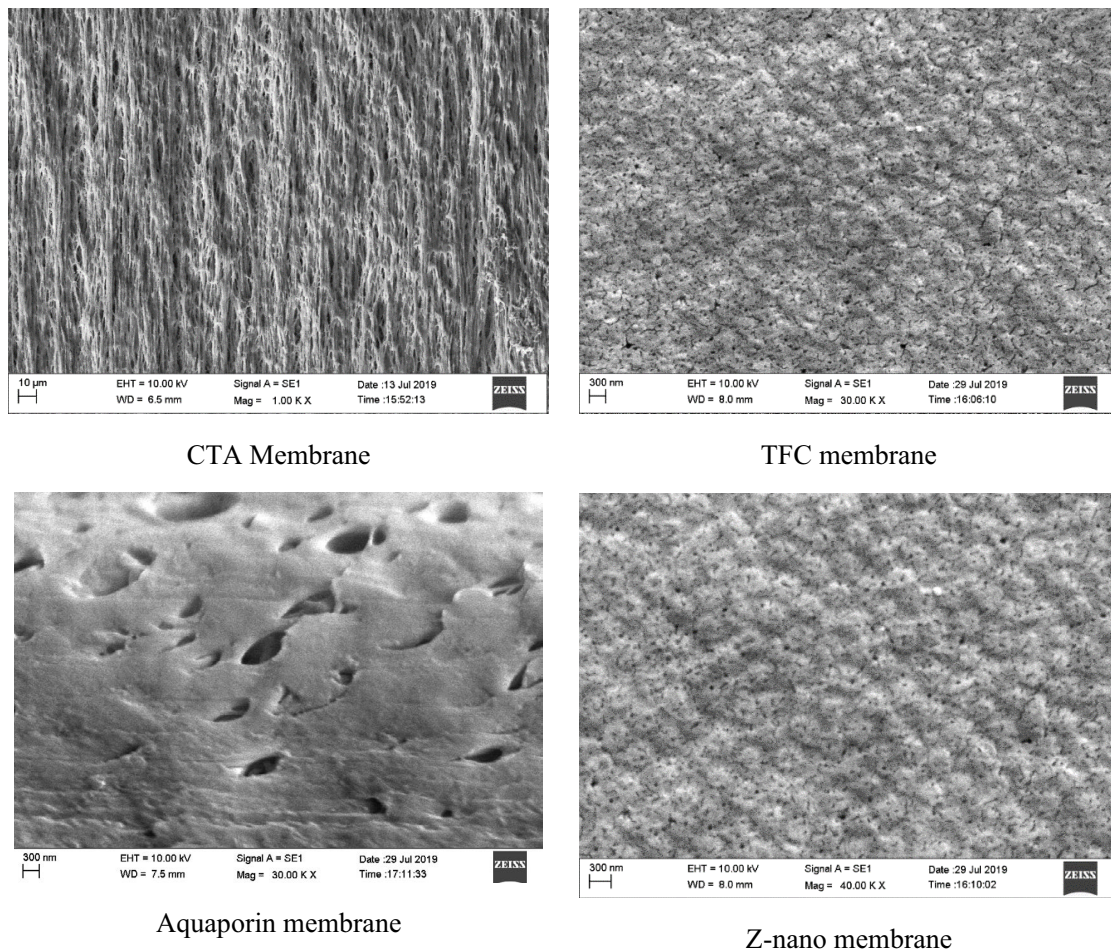 10 µm
EHT = 10.00 kV Signal A = SE1 Date :13 Jul 2019
WD = 6.5 mm Mag = 1.00 K X Time :15:52:13
ZEISS
CTA Membrane
300 nm
EHT = 10.00 kV Signal A = SE1 Date :29 Jul 2019
WD = 8.0 mm Mag = 30.00 K X Time :16:06:10
ZEISS
TFC membrane
300 nm
EHT = 10.00 kV Signal A = SE1 Date :29 Jul 2019
WD = 7.5 mm Mag = 30.00 K X Time :17:11:33
ZEISS
Aquaporin membrane
300 nm
EHT = 10.00 kV Signal A = SE1 Date :29 Jul 2019
WD = 8.0 mm Mag = 40.00 K X Time :16:10:02
ZEISS
Z-nano membrane